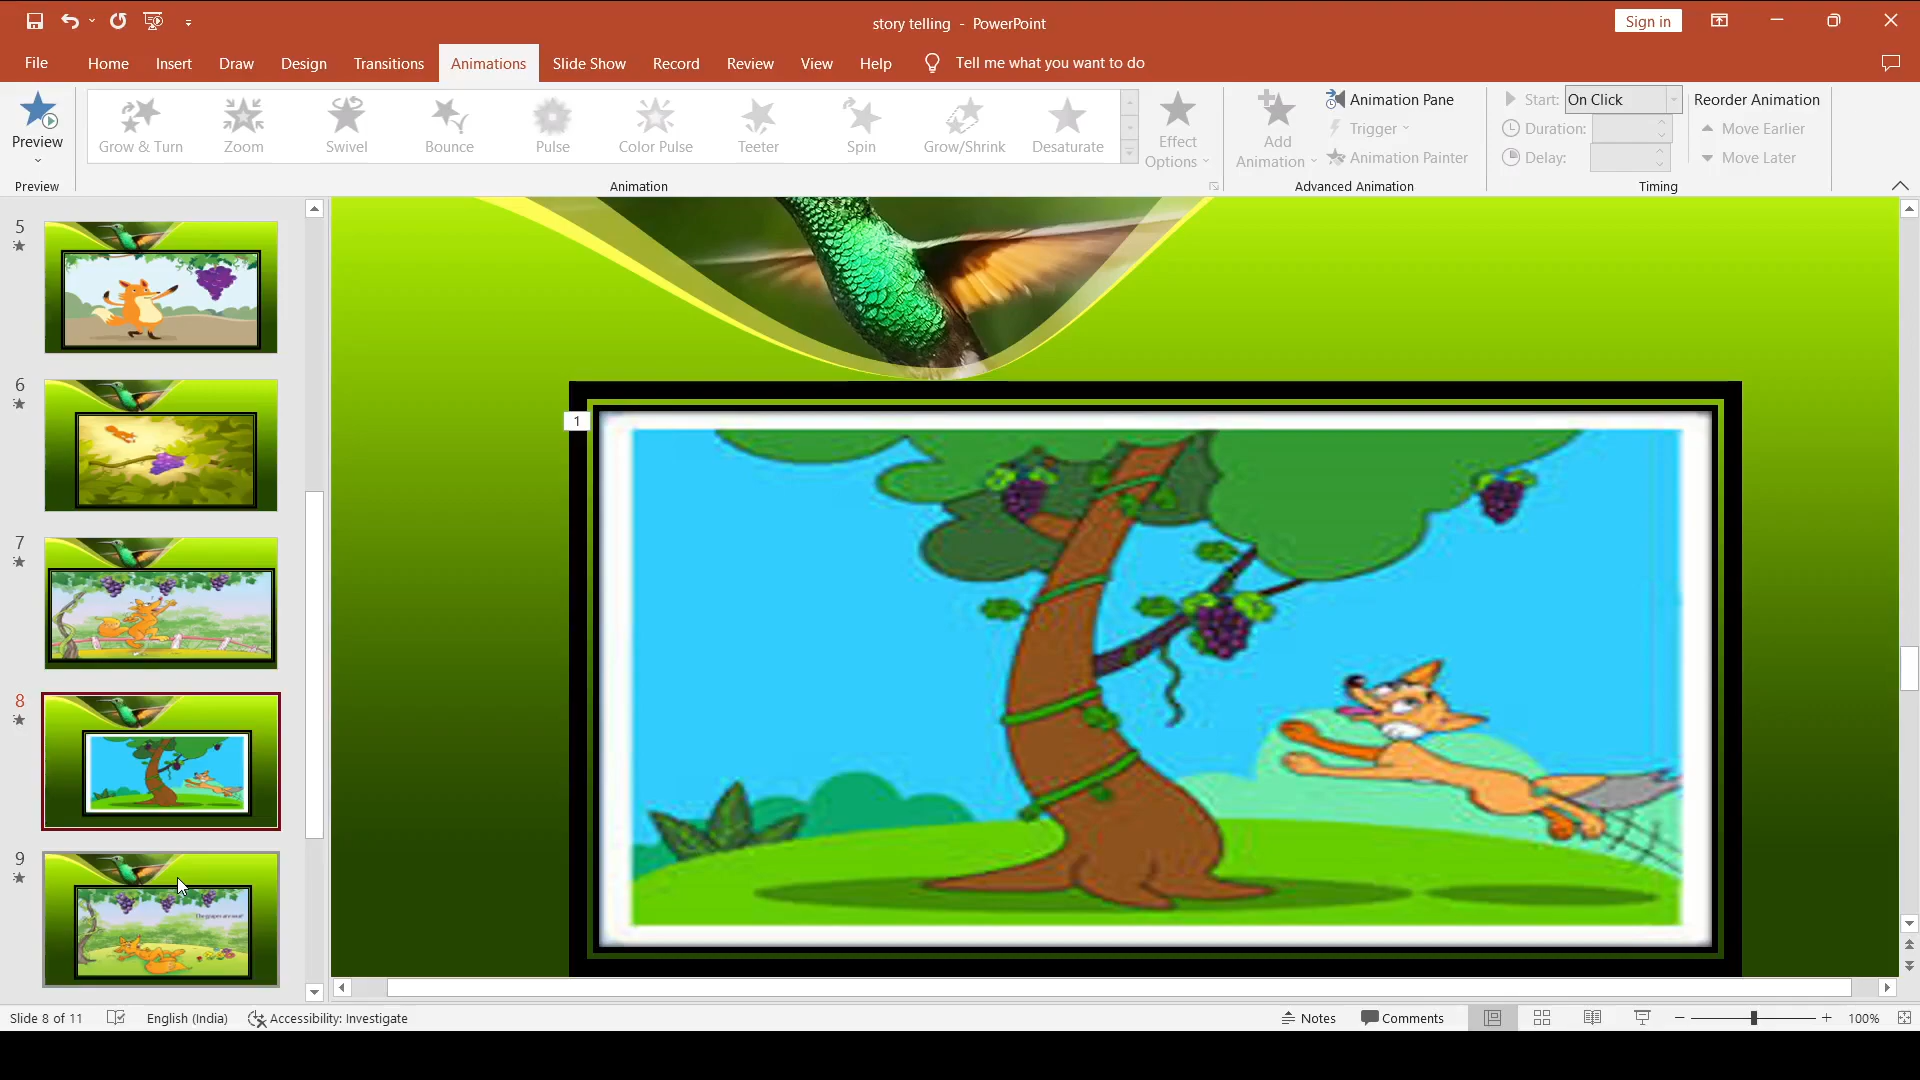 story telling - PowerPoint
Sign in
File Home Insert Draw Design Transitions Animations Slide Show Record Review View Help Tell me what you want to do
Preview
Grow & Turn Zoom Swivel Bounce Pulse Color Pulse Teeter Spin Grow/Shrink Desaturate
Effect Options
Add Animation
Animation Pane
Trigger
Animation Painter
Start: On Click
Duration:
Delay:
Reorder Animation
Move Earlier
Move Later
Preview Animation Advanced Animation Timing
5
6
7
8
9
The grapes are sour!
1
Slide 8 of 11 English (India) Accessibility: Investigate Notes Comments 100%